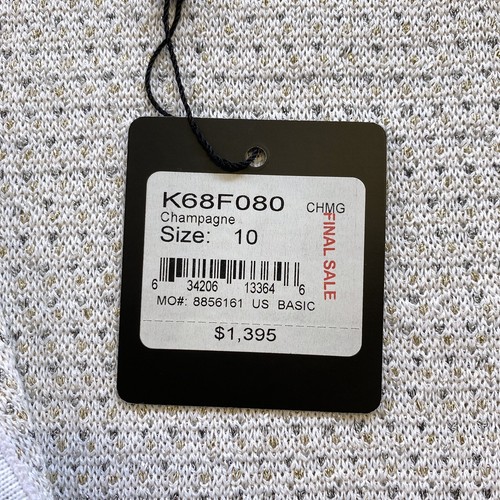 K68F080 CHMG
Champagne
Size: 10
FINAL SALE
6 34206 13364 6
MO#: 8856161 US BASIC
$1,395